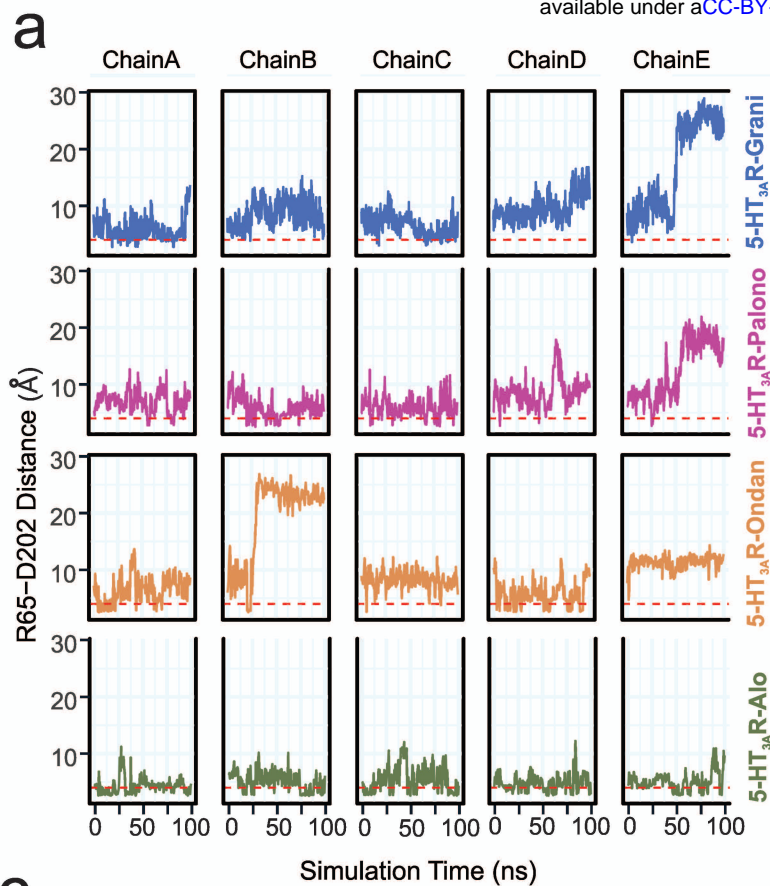 available under aCC-BY-
a
ChainA ChainB ChainC ChainD ChainE
30
20
10
5-HT3AR-Grani
30
20
10
5-HT3AR-Palono
30
20
10
5-HT3AR-Ondan
30
20
10
5-HT3AR-Alo
R65−D202 Distance (Å)
0 50 100 0 50 100 0 50 100 0 50 100 0 50 100
Simulation Time (ns)